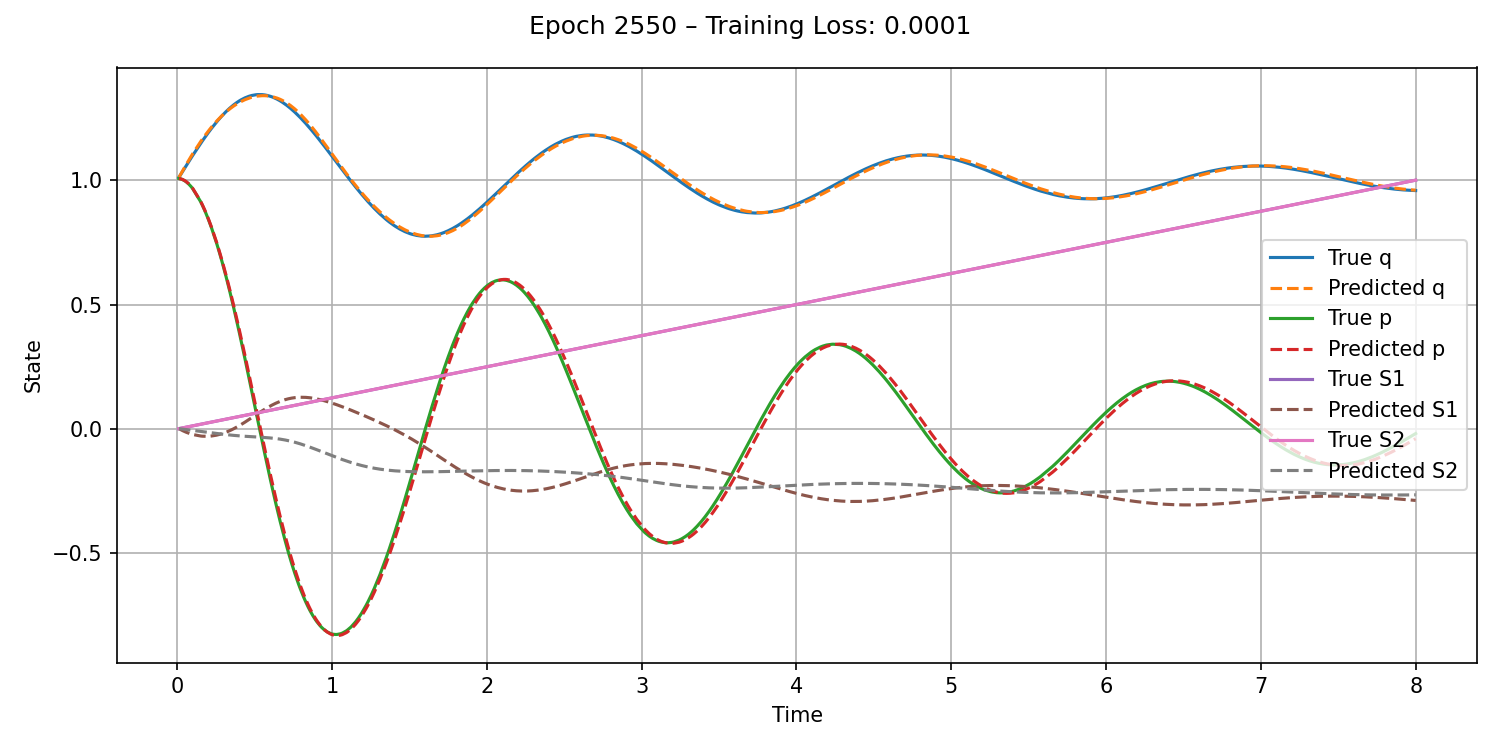 Epoch 2550 – Training Loss: 0.0001
State
1.0
0.5
0.0
−0.5
True q
Predicted q
True p
Predicted p
True S1
Predicted S1
True S2
Predicted S2
0 1 2 3 4 5 6 7 8
Time